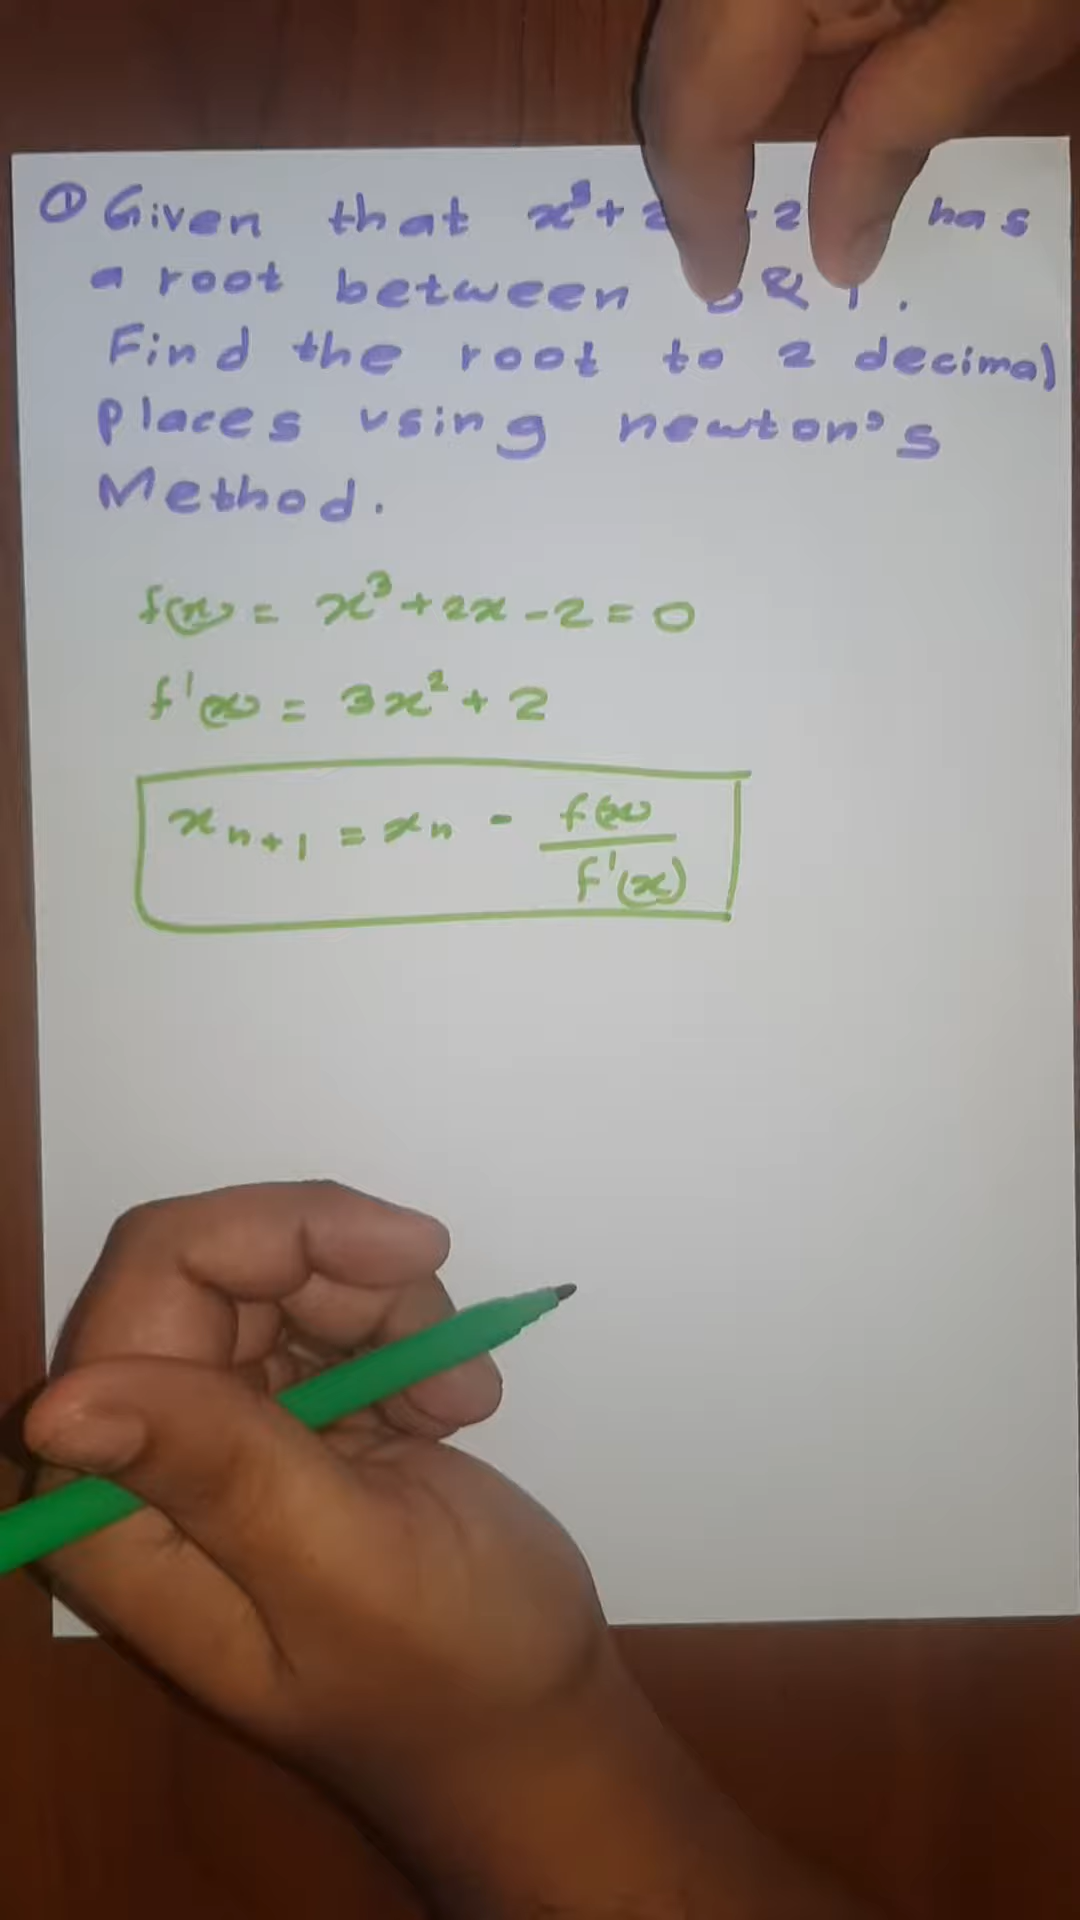 ① Given that x³+ 2 has
a root between & 1.
Find the root to 2 decimal
places using newton's
Method.
f(x) = x³+2x-2=0
f'(x) = 3x²+2
xn+1 = xn - f(x)
f'(x)